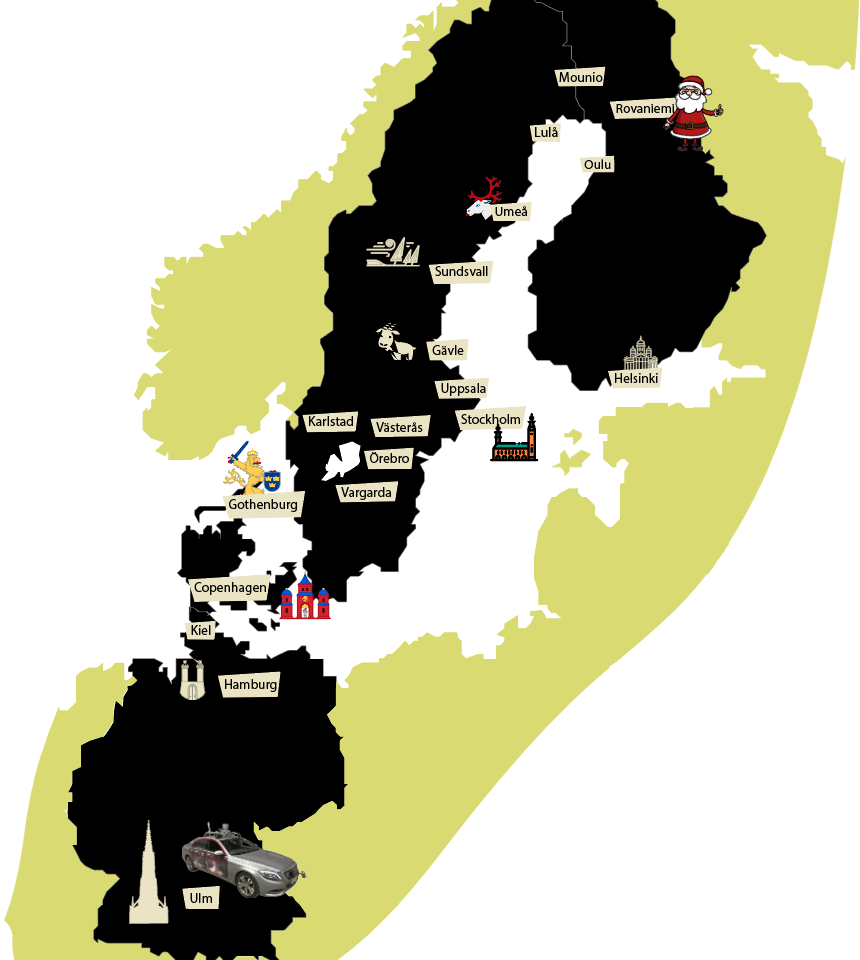 Mounio
Rovaniemi
Lulå
Oulu
Umeå
Sundsvall
Gävle
Helsinki
Uppsala
Karlstad
Västerås
Stockholm
Örebro
Vargarda
Gothenburg
Copenhagen
Kiel
Hamburg
Ulm